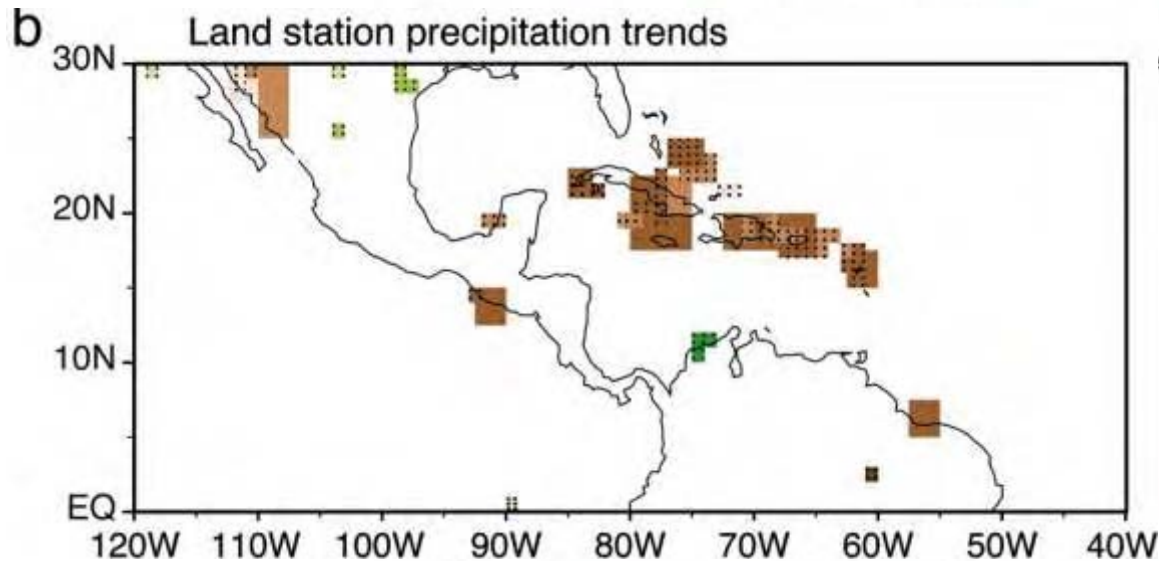 b
Land station precipitation trends
30N
20N
10N
EQ
120W 110W 100W 90W 80W 70W 60W 50W 40W